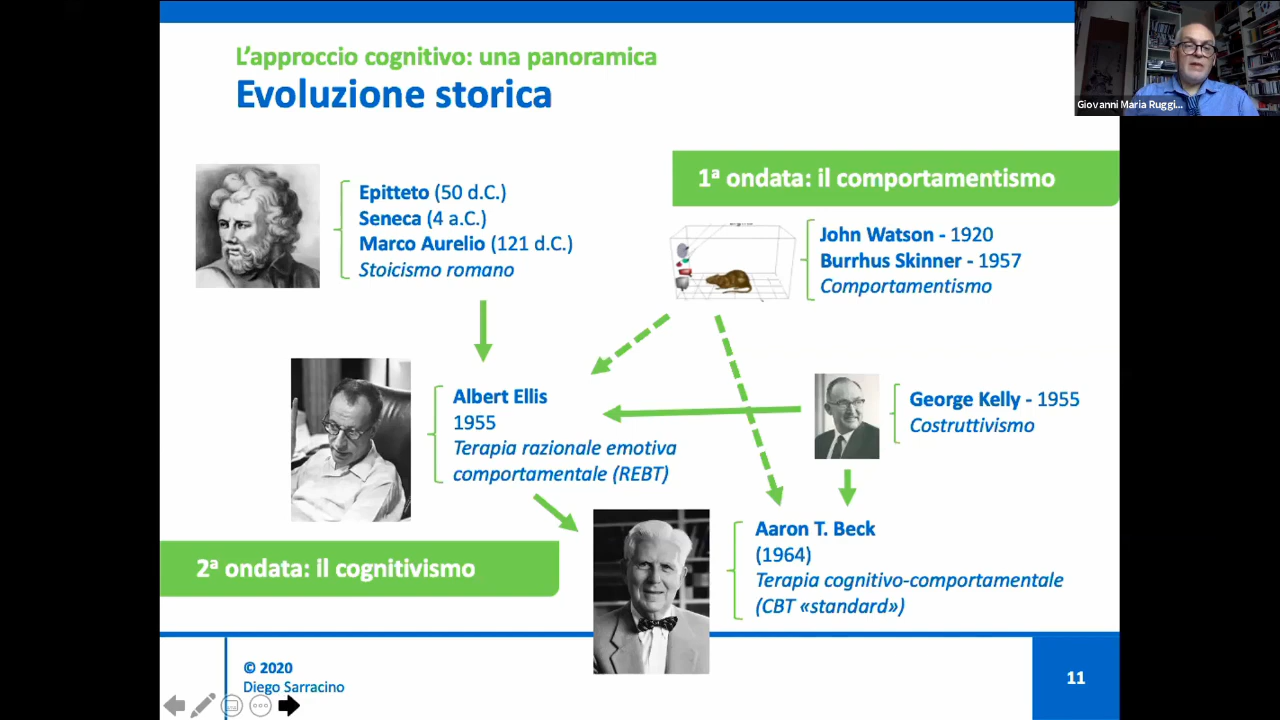 L'approccio cognitivo: una panoramica
Evoluzione storica
Giovanni Maria Ruggi...
Epitteto (50 d.C.)
Seneca (4 a.C.)
Marco Aurelio (121 d.C.)
Stoicismo romano
1ª ondata: il comportamentismo
John Watson - 1920
Burrhus Skinner - 1957
Comportamentismo
Albert Ellis
1955
Terapia razionale emotiva
comportamentale (REBT)
George Kelly - 1955
Costruttivismo
Aaron T. Beck
(1964)
Terapia cognitivo-comportamentale
(CBT «standard»)
2ª ondata: il cognitivismo
© 2020
Diego Sarracino
11